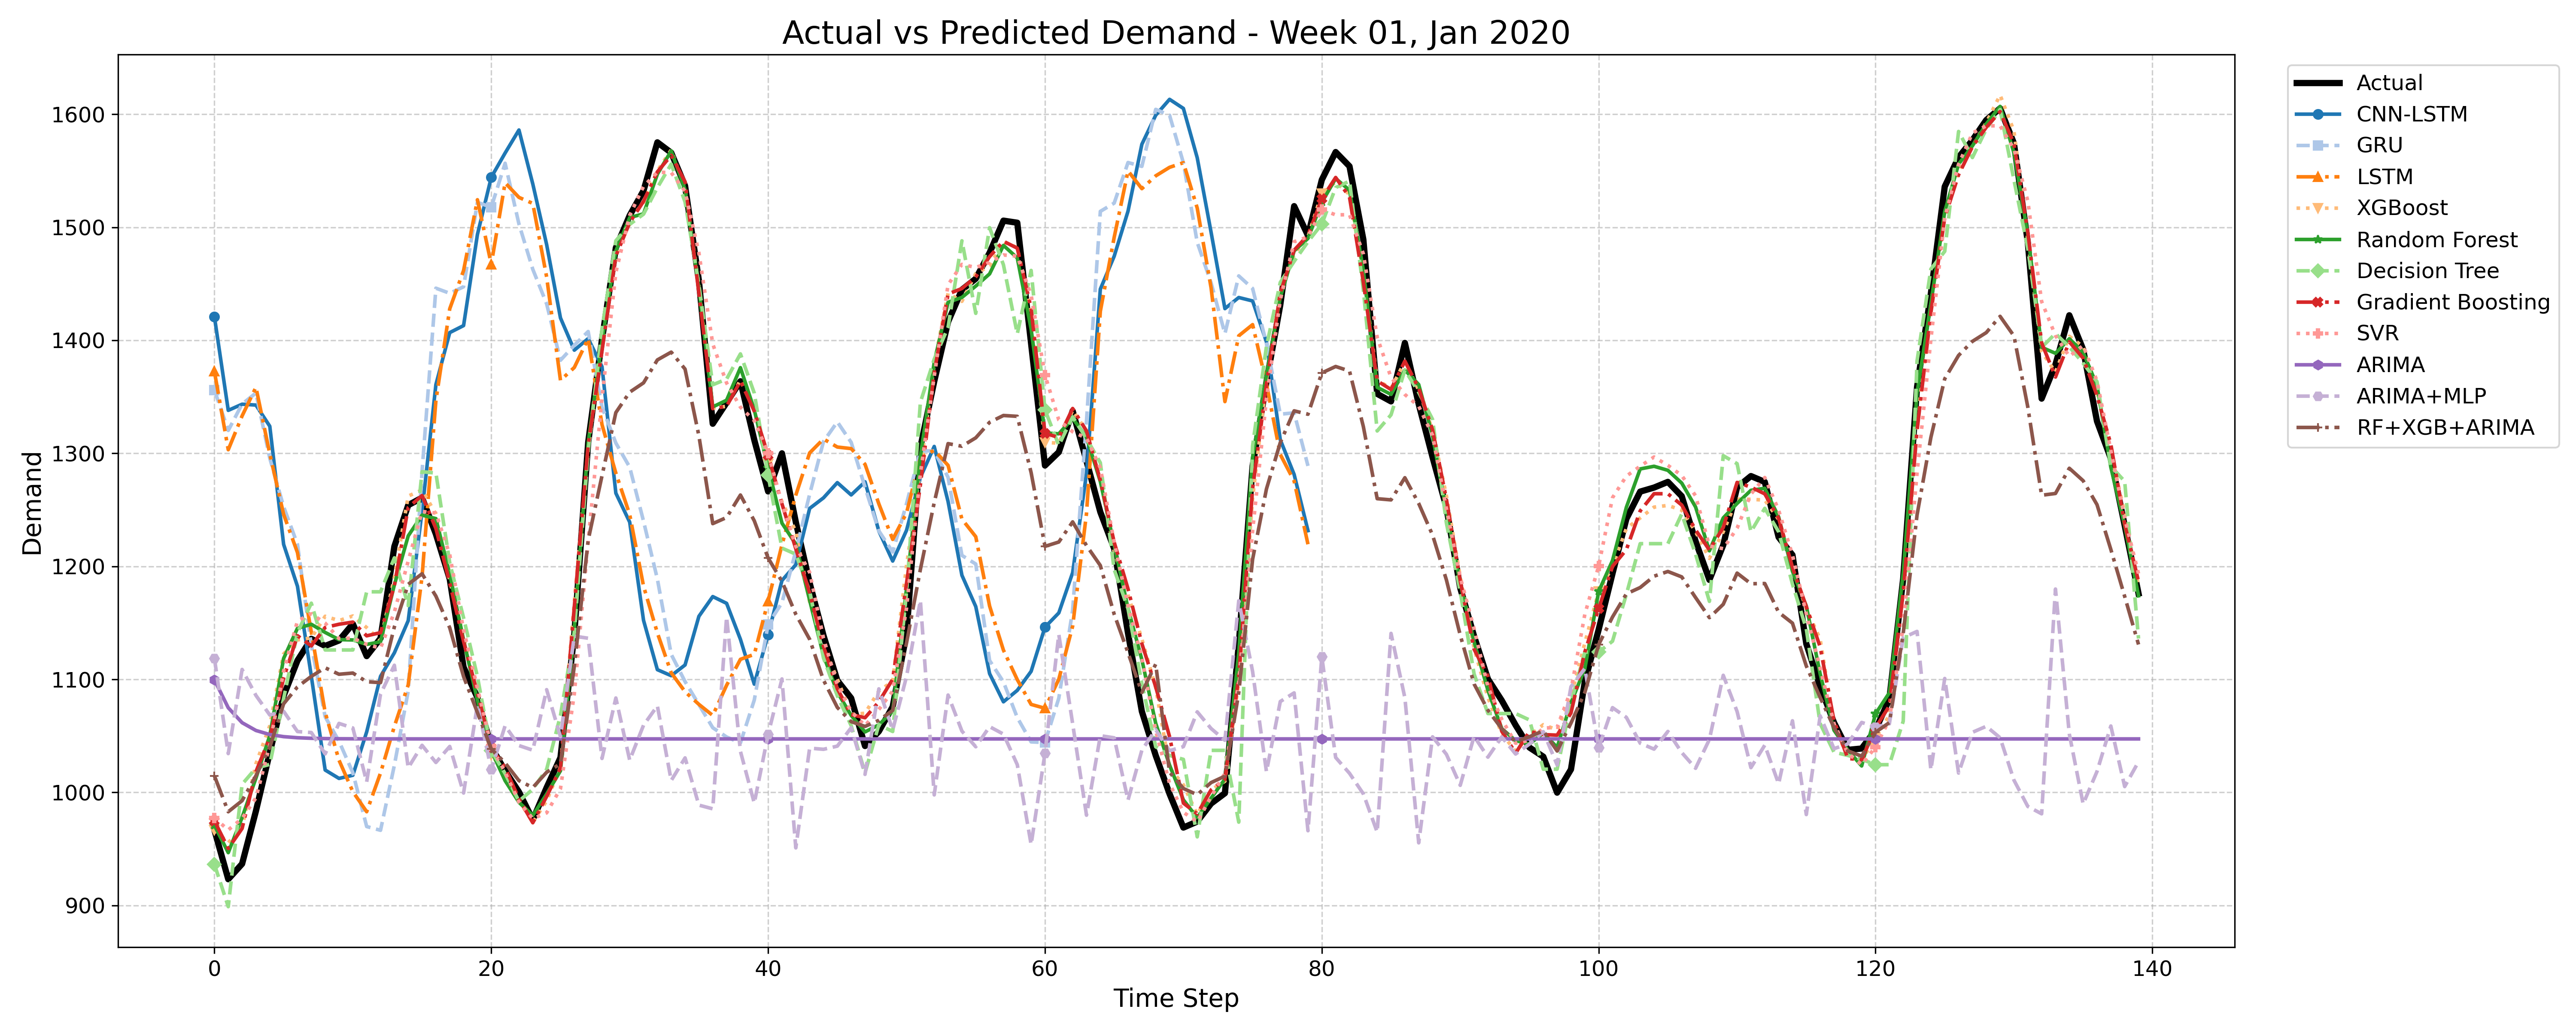 Actual vs Predicted Demand - Week 01, Jan 2020
Demand
1600
1500
1400
1300
1200
1100
1000
900
0
20
40
60
80
100
120
140
Time Step
Actual
CNN-LSTM
GRU
LSTM
XGBoost
Random Forest
Decision Tree
Gradient Boosting
SVR
ARIMA
ARIMA+MLP
RF+XGB+ARIMA